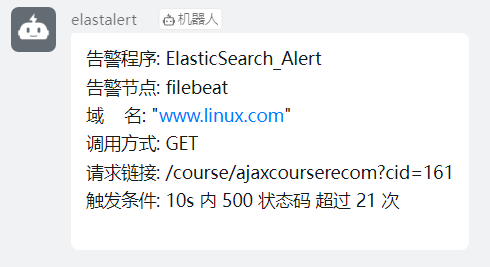 elastalert 机器人
告警程序: ElasticSearch_Alert
告警节点: filebeat
域 名: "www.linux.com"
调用方式: GET
请求链接: /course/ajaxcourserecom?cid=161
触发条件: 10s 内 500 状态码 超过 21 次